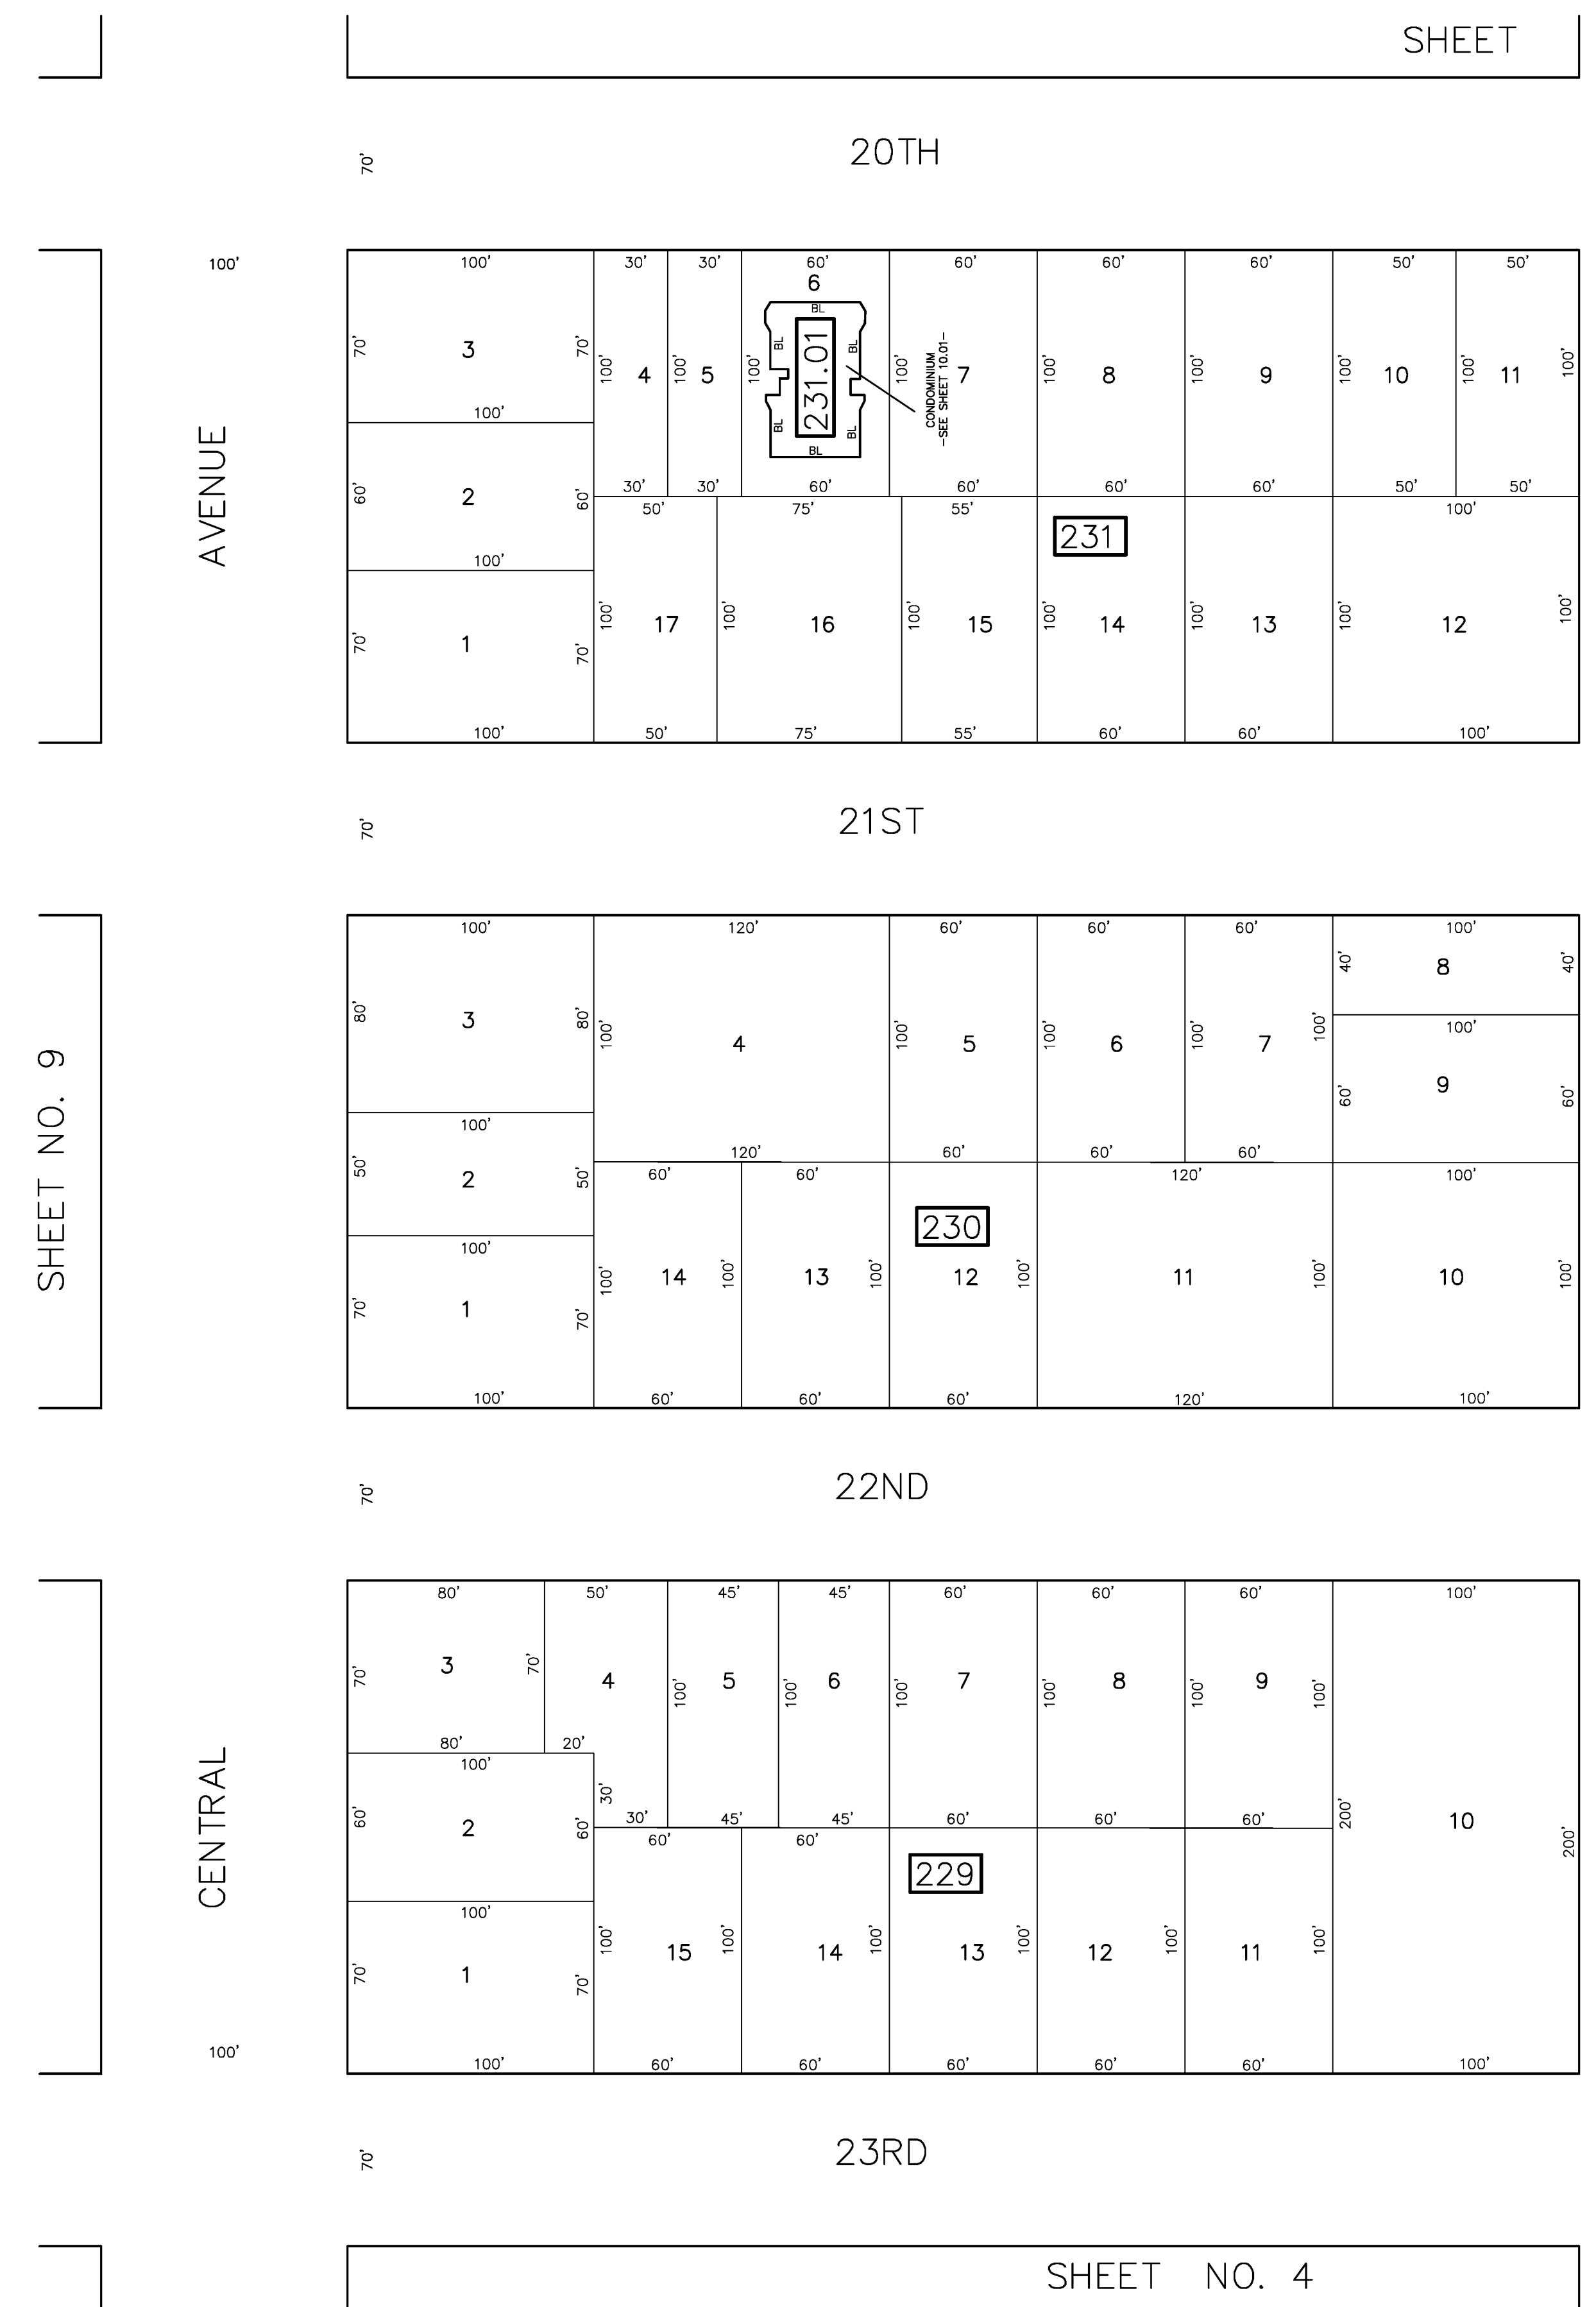 SHEET
70' 20TH
100'
100' 30' 30' 60' 60' 60' 60' 50' 50'
6
BL
70' 3 70' 100' 4 100' 5 100' BL 231.01 BL 100' 7 100' 8 100' 9 100' 10 100' 11 100'
CONDOMINIUM
-SEE SHEET 10.01-
100' BL BL
BL
30' 30' 60' 60' 60' 60' 50' 50'
60' 2 60' 50' 75' 55' 100'
231
AVENUE
100'
70' 1 70' 100' 17 100' 16 100' 15 100' 14 100' 13 100' 12 100'
100' 50' 75' 55' 60' 60' 100'
70' 21ST
100' 120' 60' 60' 60' 100'
40' 8 40'
80' 3 80' 100' 4 100' 5 100' 6 100' 7 100' 100'
60' 9 60'
SHEET NO. 9
100' 120' 60' 60' 60'
50' 2 50' 60' 60' 120' 100'
230
100'
70' 1 70' 100' 14 100' 13 100' 12 100' 11 100' 10 100'
100' 60' 60' 60' 120' 100'
70' 22ND
80' 50' 45' 45' 60' 60' 60' 100'
70' 3 70' 4 100' 5 100' 6 100' 7 100' 8 100' 9 100'
80' 20'
100' 30'
CENTRAL
60' 2 60' 30' 45' 45' 60' 60' 60' 200' 10 200'
60' 60'
229
100'
70' 1 70' 100' 15 100' 14 100' 13 100' 12 100' 11 100'
100'
100' 60' 60' 60' 60' 60' 100'
70' 23RD
SHEET NO. 4